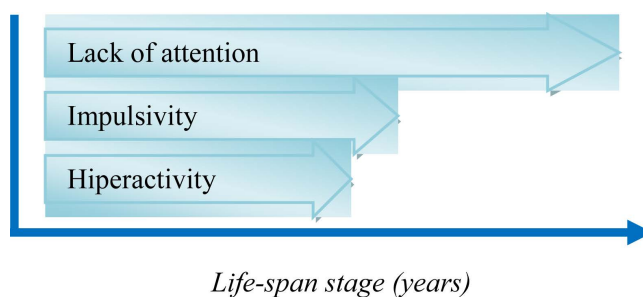 Lack of attention
Impulsivity
Hiperactivity
Life-span stage (years)